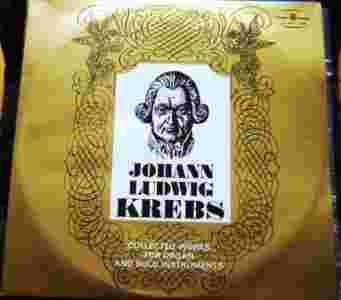 JOHANN
LUDWIG
KREBS
COLLECTED WORKS
FOR ORGAN
AND SOLO INSTRUMENTS